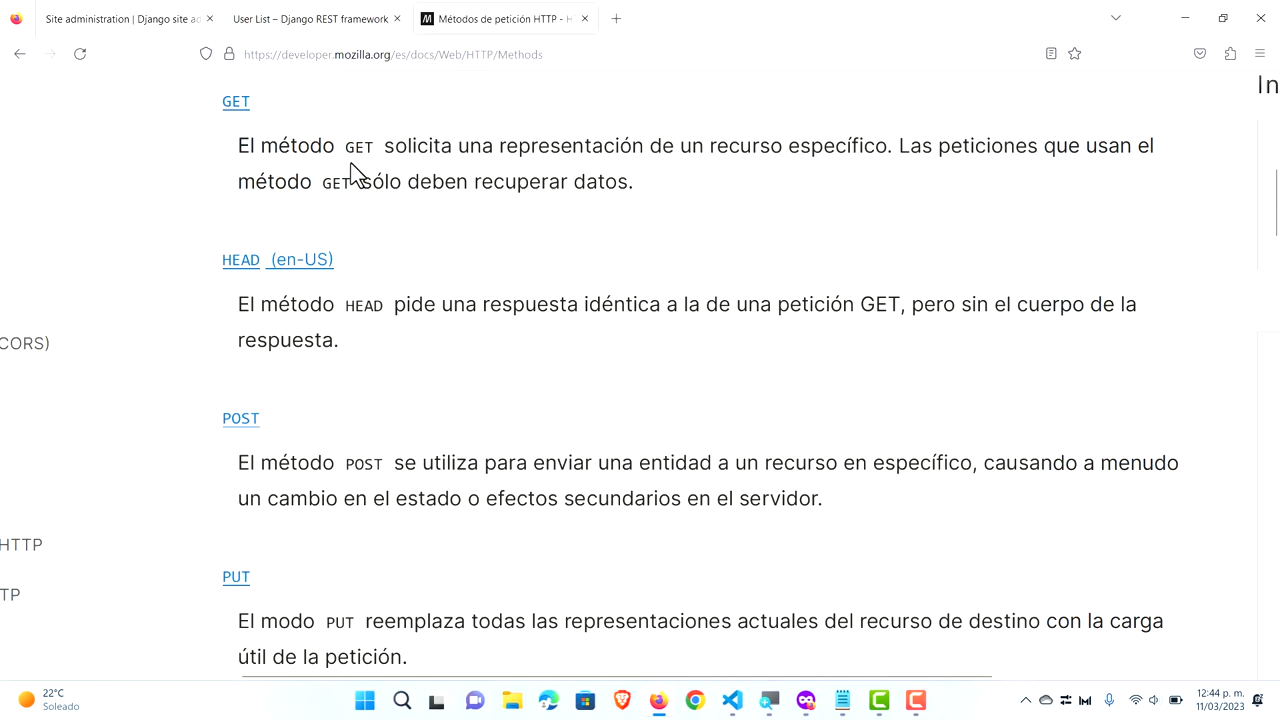 Site administration | Django site ad
User List – Django REST framework
Métodos de petición HTTP - H
https://developer.mozilla.org/es/docs/Web/HTTP/Methods
In
GET
El método GET solicita una representación de un recurso específico. Las peticiones que usan el
método GET sólo deben recuperar datos.
HEAD (en-US)
El método HEAD pide una respuesta idéntica a la de una petición GET, pero sin el cuerpo de la
respuesta.
CORS)
POST
El método POST se utiliza para enviar una entidad a un recurso en específico, causando a menudo
un cambio en el estado o efectos secundarios en el servidor.
HTTP
PUT
TP
El modo PUT reemplaza todas las representaciones actuales del recurso de destino con la carga
útil de la petición.
22°C
Soleado
12:44 p. m.
11/03/2023